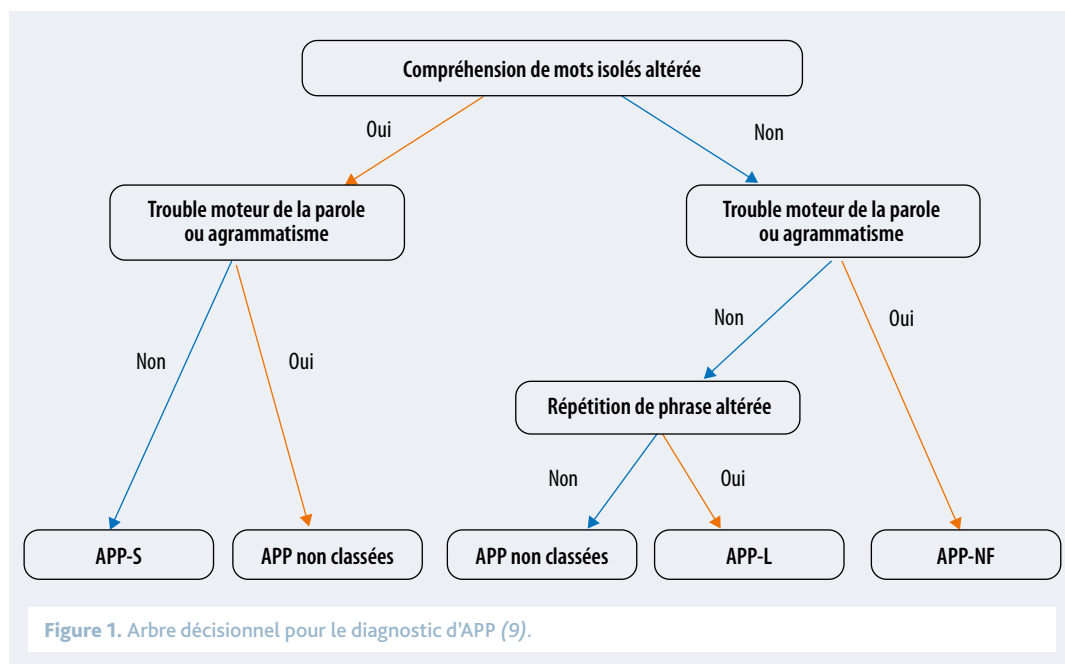 Compréhension de mots isolés altérée
Oui
Non
Trouble moteur de la parole
ou agrammatisme
Trouble moteur de la parole
ou agrammatisme
Non
Oui
Non
Oui
Répétition de phrase altérée
Non
Oui
APP-S
APP non classées
APP non classées
APP-L
APP-NF
Figure 1. Arbre décisionnel pour le diagnostic d'APP (9).